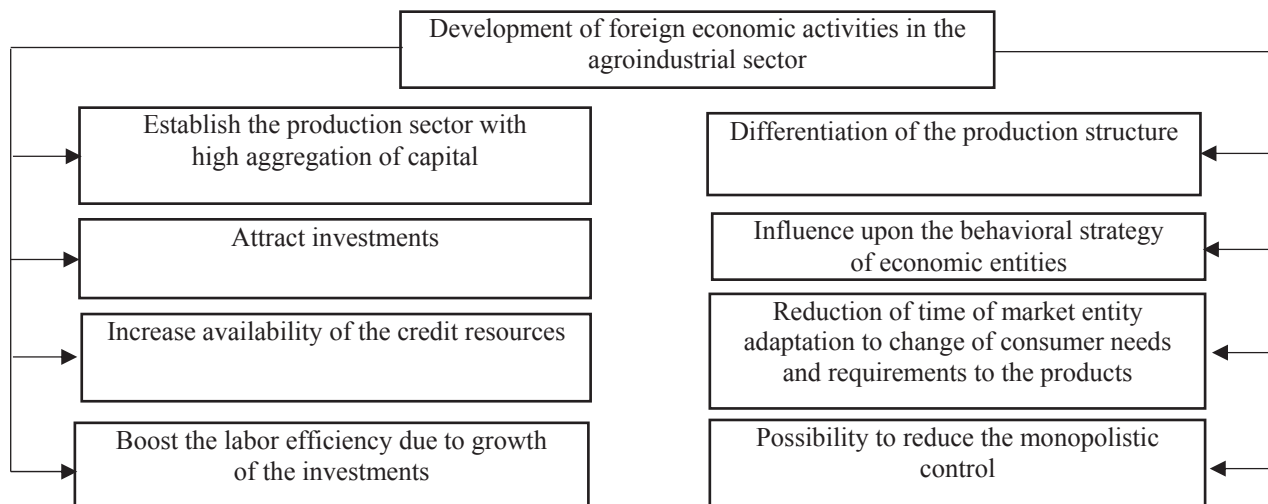 Development of foreign economic activities in the
agroindustrial sector
Establish the production sector with
high aggregation of capital
Attract investments
Increase availability of the credit resources
Boost the labor efficiency due to growth
of the investments
Differentiation of the production structure
Influence upon the behavioral strategy
of economic entities
Reduction of time of market entity
adaptation to change of consumer needs
and requirements to the products
Possibility to reduce the monopolistic
control